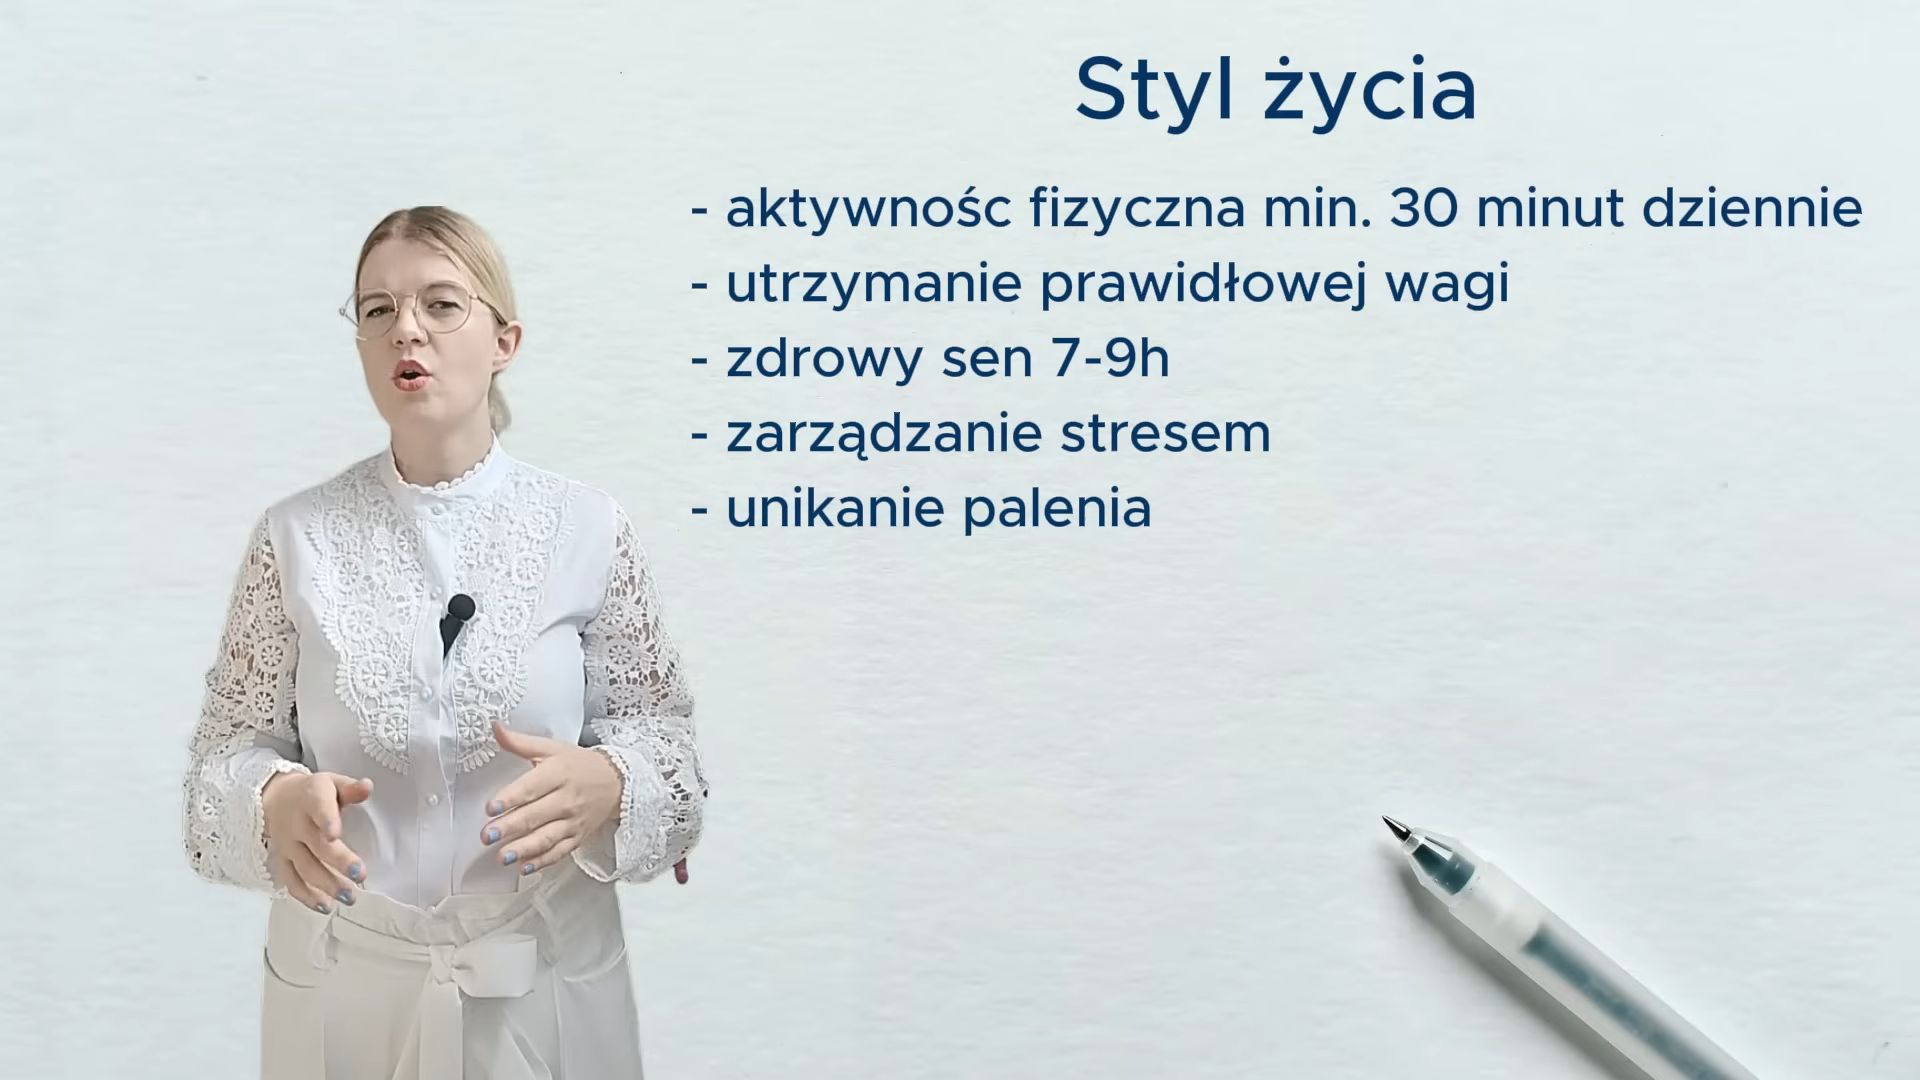 Styl życia
- aktywnośc fizyczna min. 30 minut dziennie
- utrzymanie prawidłowej wagi
- zdrowy sen 7-9h
- zarządzanie stresem
- unikanie palenia